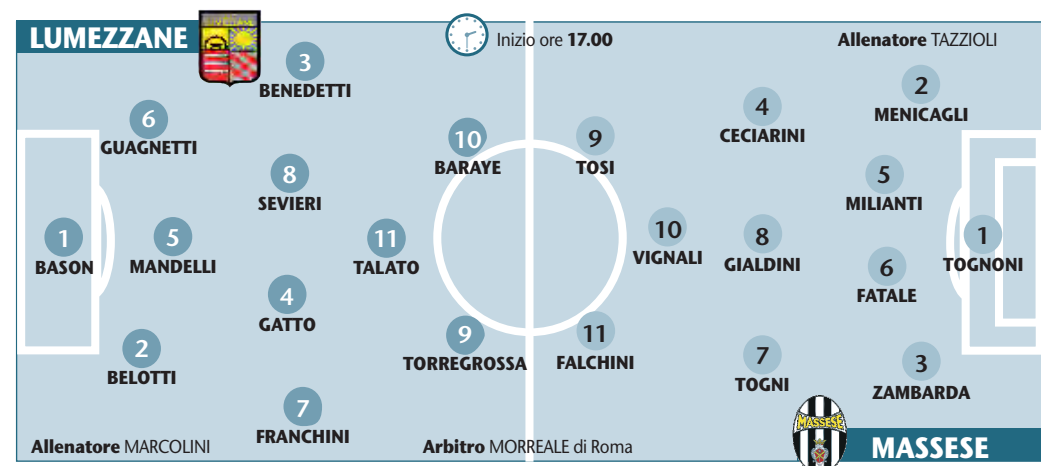 LUMEZZANE
Inizio ore 17.00
Allenatore TAZZIOLI
3
BENEDETTI
6
GUAGNETTI
8
SEVIERI
1
BASON
5
MANDELLI
4
GATTO
2
BELOTTI
7
FRANCHINI
11
TALATO
10
BARAYE
9
TORREGROSSA
9
TOSI
11
FALCHINI
10
VIGNALI
4
CECIARINI
8
GIALDINI
7
TOGNI
2
MENICAGLI
5
MILIANTI
6
FATALE
3
ZAMBARDA
1
TOGNONI
Allenatore MARCOLINI
Arbitro MORREALE di Roma
MASSESE
MASSESE